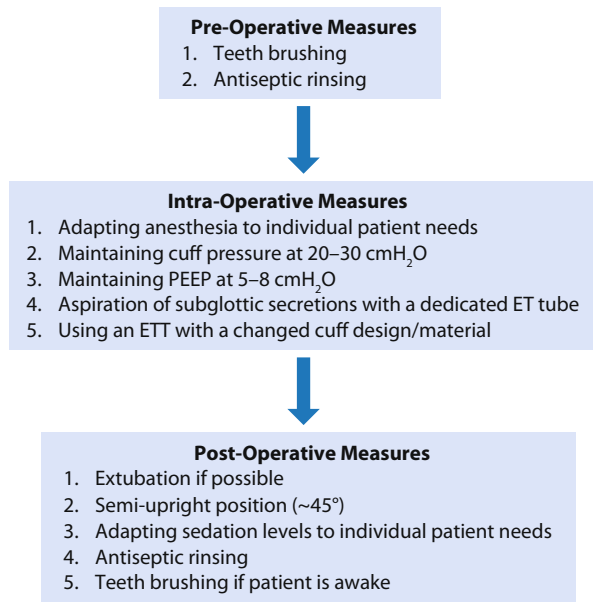 Pre-Operative Measures
1. Teeth brushing
2. Antiseptic rinsing
Intra-Operative Measures
1. Adapting anesthesia to individual patient needs
2. Maintaining cuff pressure at 20–30 cmH₂O
3. Maintaining PEEP at 5–8 cmH₂O
4. Aspiration of subglottic secretions with a dedicated ET tube
5. Using an ETT with a changed cuff design/material
Post-Operative Measures
1. Extubation if possible
2. Semi-upright position (~45°)
3. Adapting sedation levels to individual patient needs
4. Antiseptic rinsing
5. Teeth brushing if patient is awake